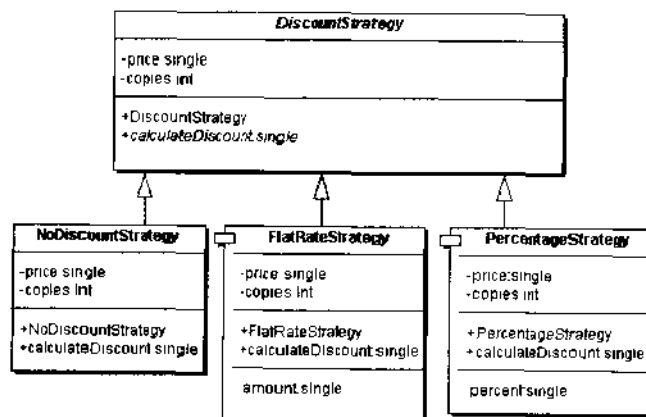 DiscountStrategy
-price single
-copies int
+DiscountStrategy
+calculateDiscount.single
NoDiscountStrategy
-price single
-copies int
+NoDiscountStrategy
+calculateDiscount.single
FlatRateStrategy
-price single
-copies int
+FlatRateStrategy
+calculateDiscount:single
amount.single
PercentageStrategy
-price:single
-copies int
+PercentageStrategy
+calculateDiscount single
percent:single